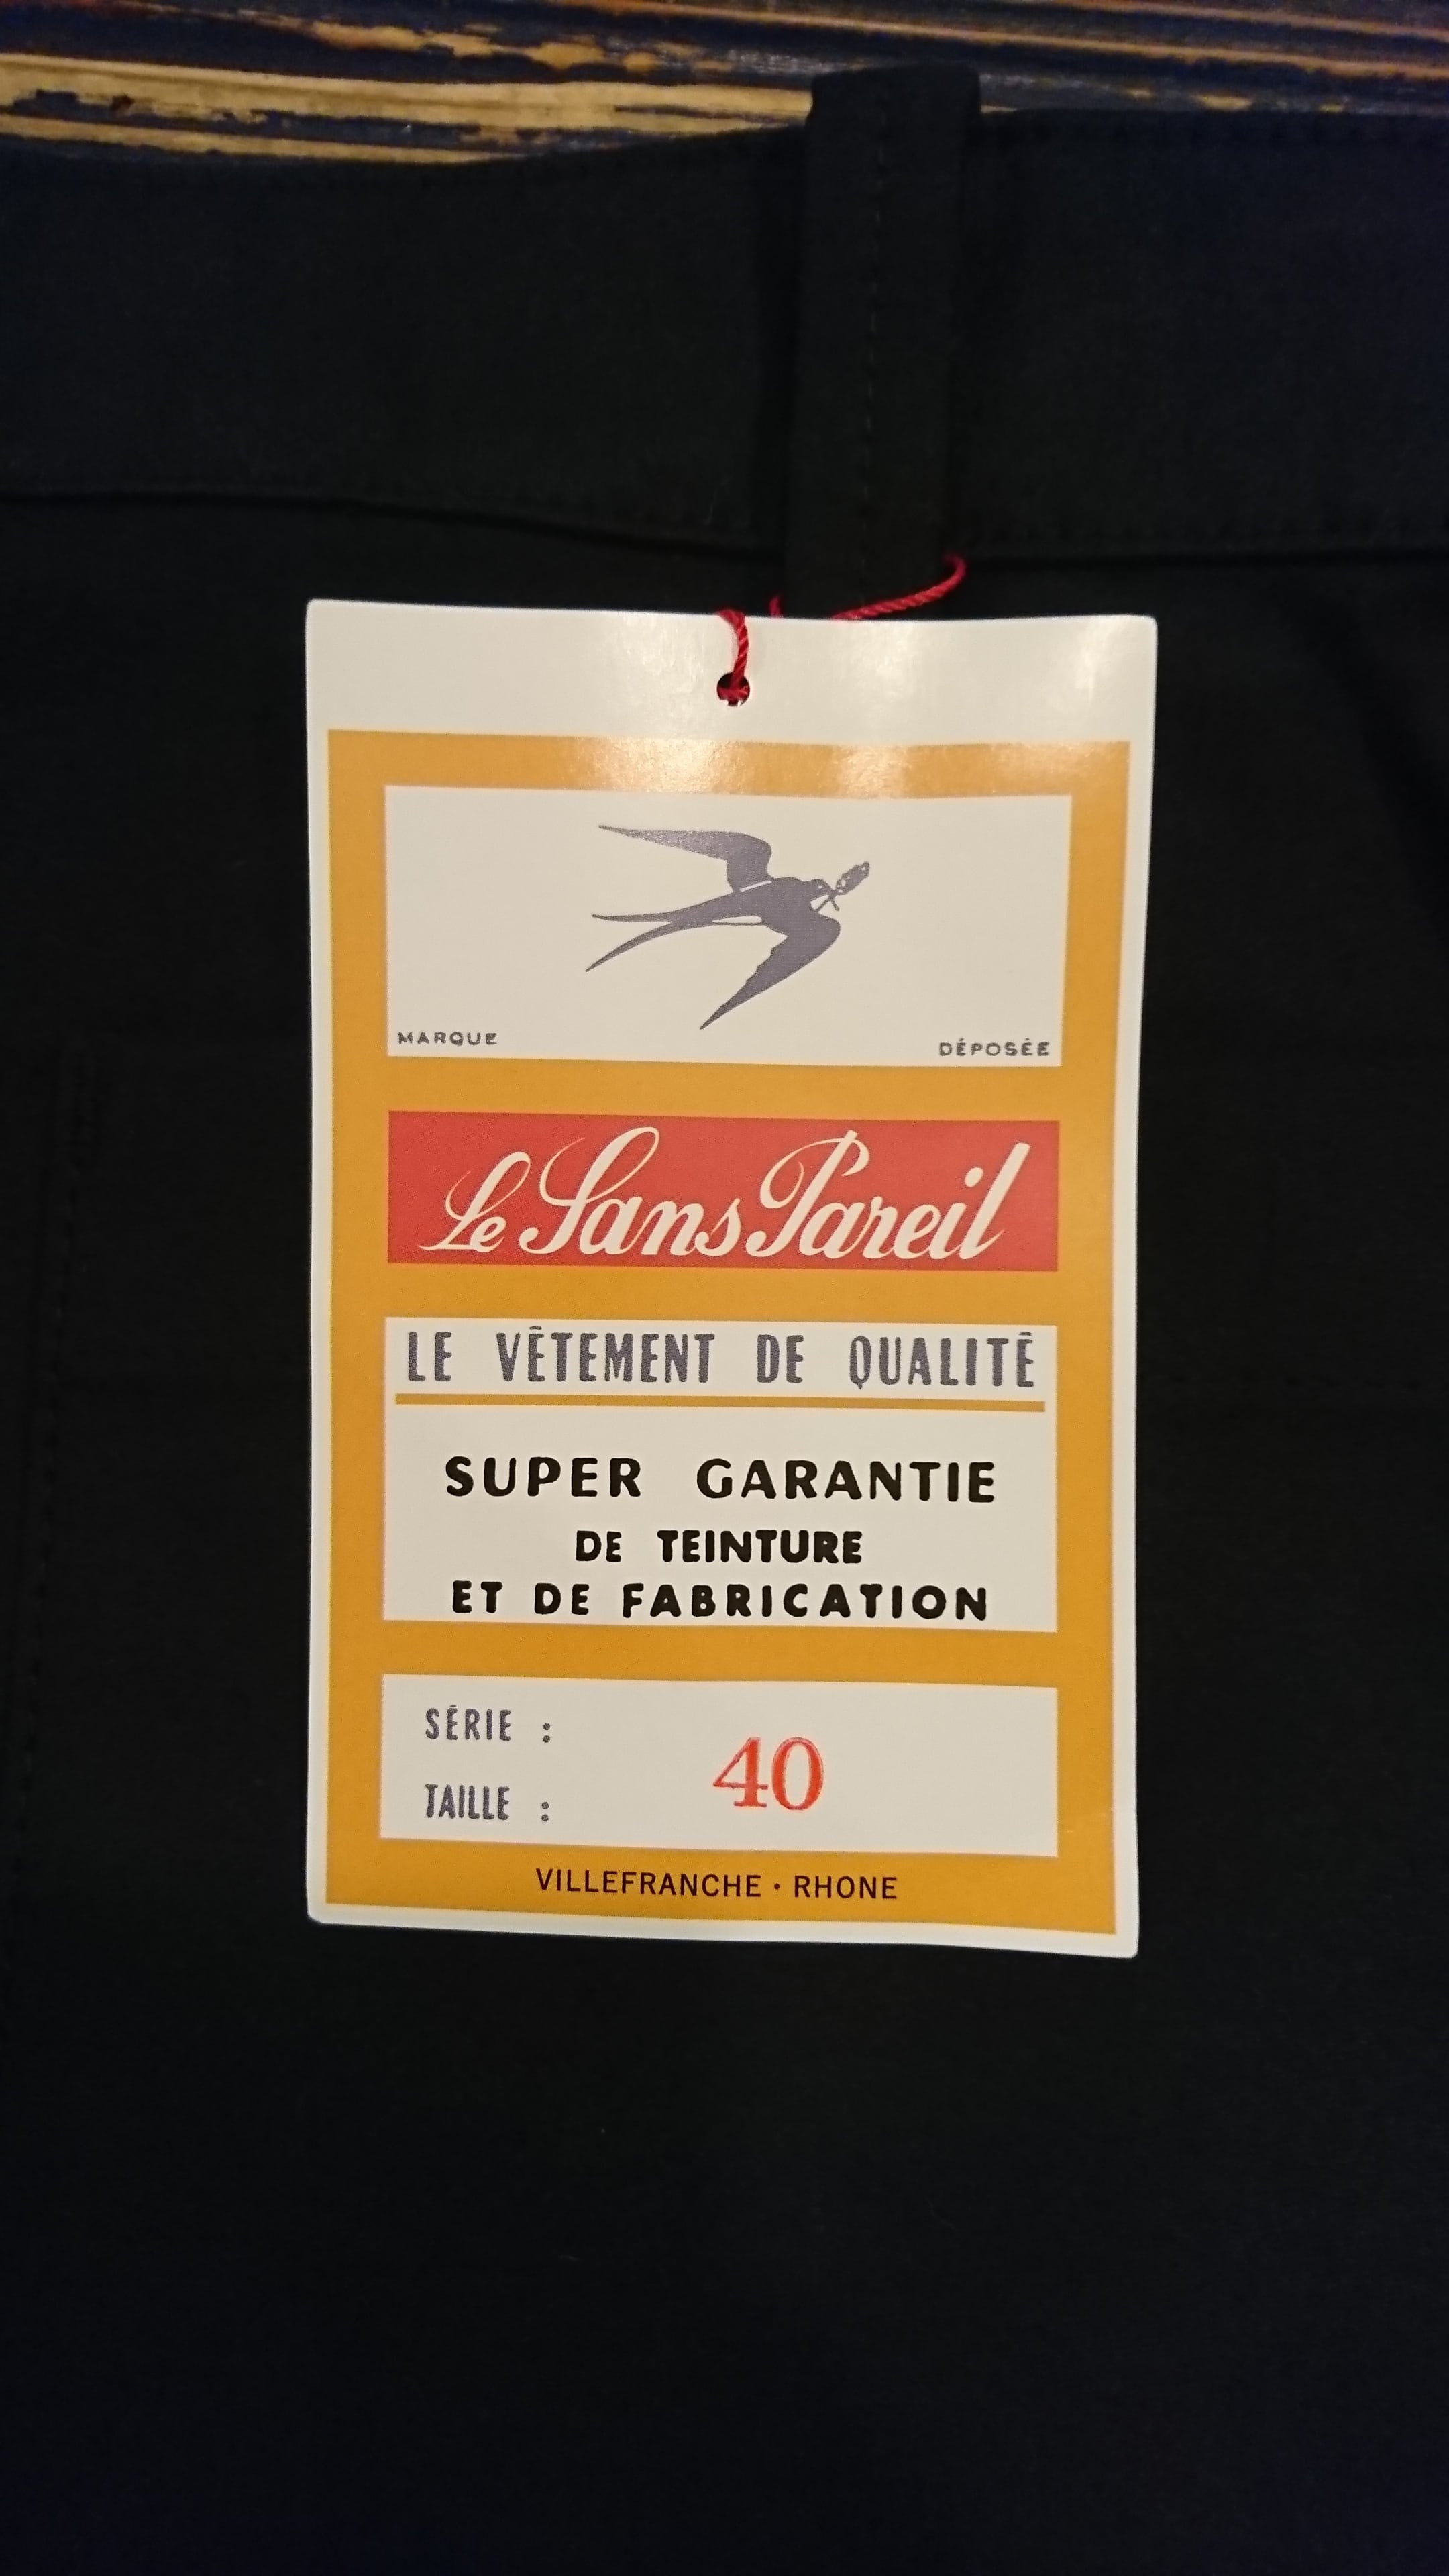 MARQUE DÉPOSÉE
Le Sans Pareil
LE VÊTEMENT DE QUALITÉ
SUPER GARANTIE
DE TEINTURE
ET DE FABRICATION
SÉRIE :
40
TAILLE :
VILLEFRANCHE · RHONE